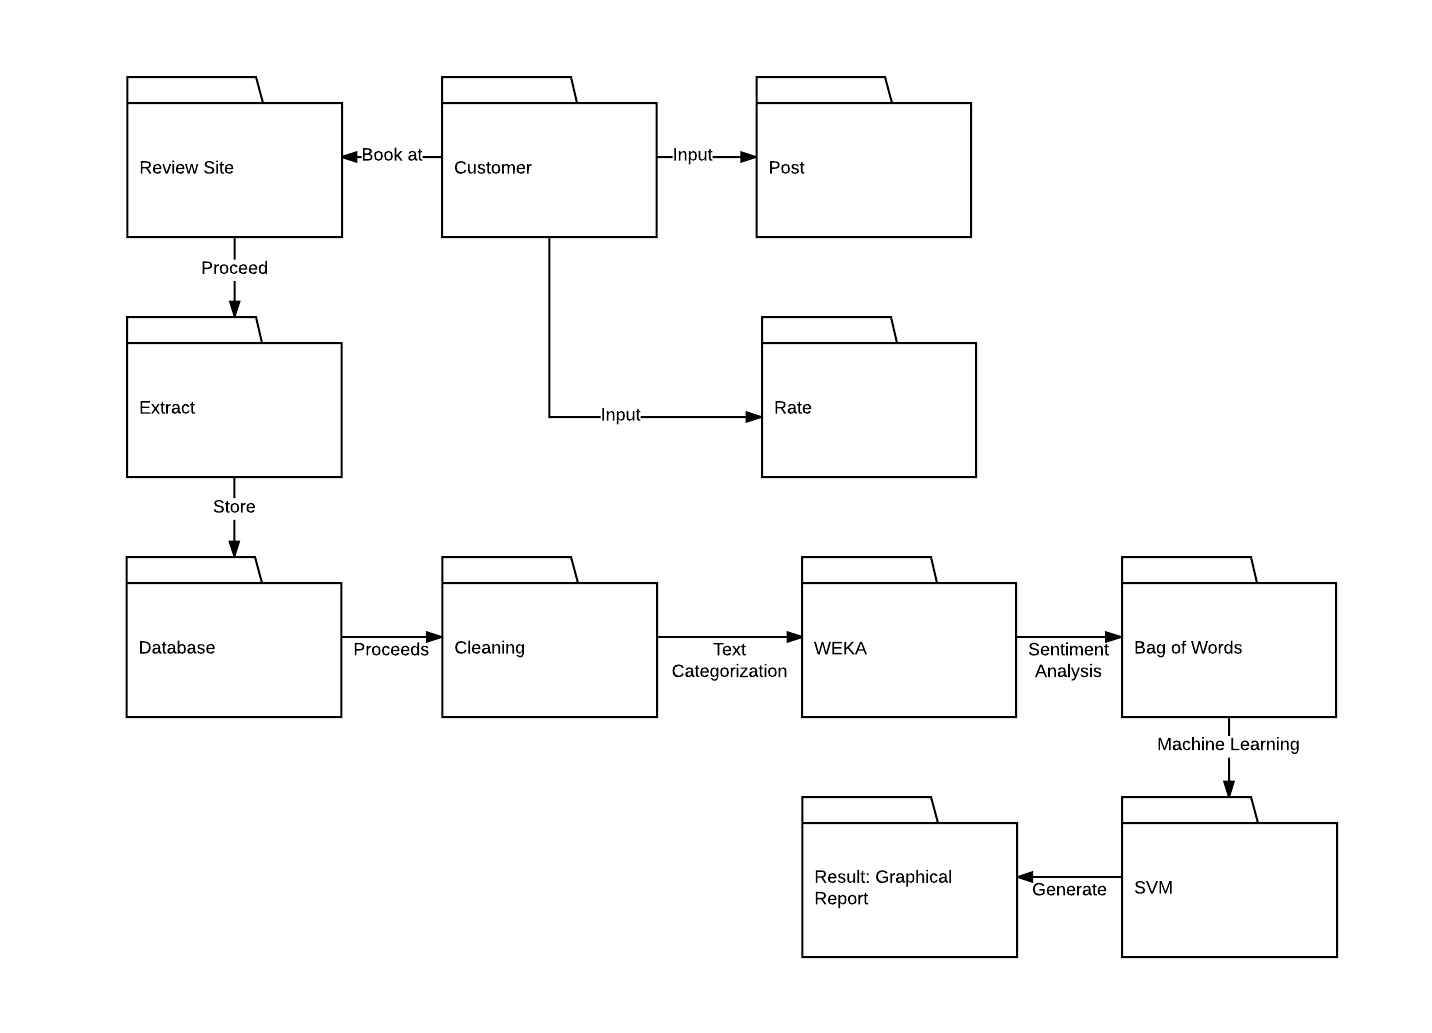 Review Site
Book at
Customer
Input
Post
Proceed
Extract
Input
Rate
Store
Database
Proceeds
Cleaning
Text
Categorization
WEKA
Sentiment
Analysis
Bag of Words
Machine Learning
Result: Graphical
Report
Generate
SVM